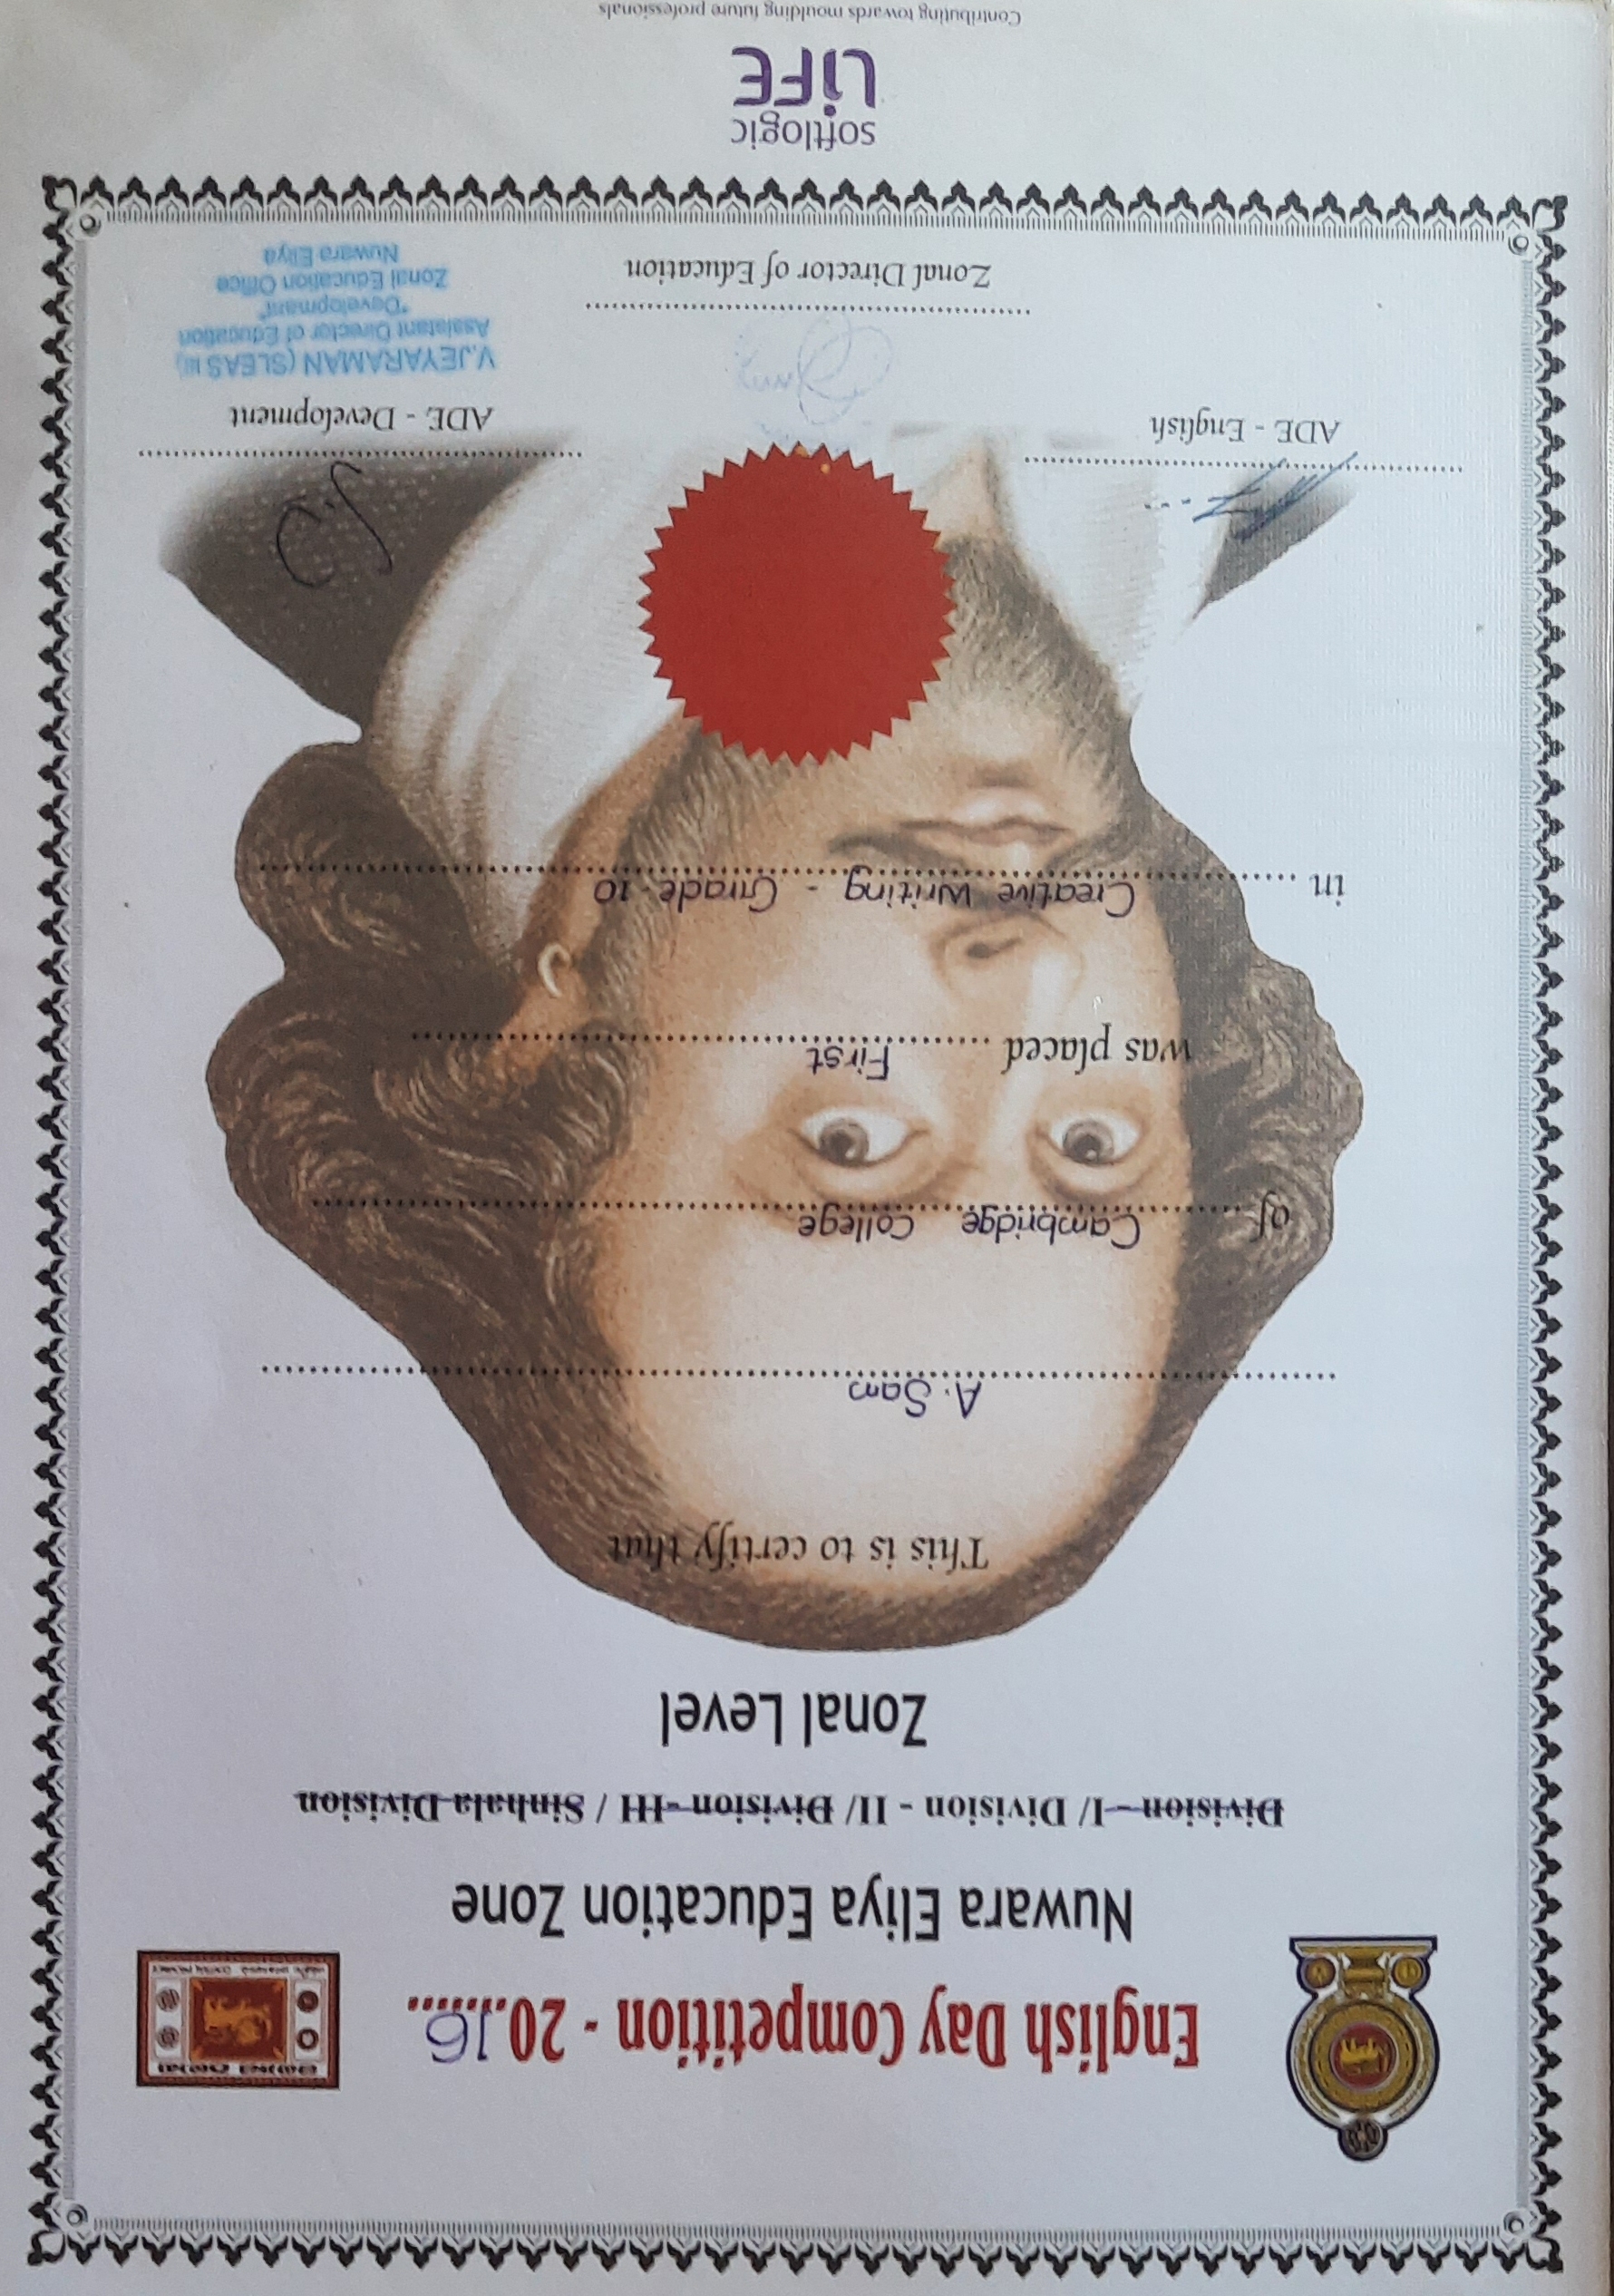 English Day Competition - 20.16......
Nuwara Eliya Education Zone
Division - I/ Division - II/ Division -III / Sinhala Division
Zonal Level
This is to certify that
A. Sam
of Cambridge College
was placed First
in Creative Writing - Grade 10
ADE - English
ADE - Development
V.JEYARAMAN (SLEAS III)
Assistant Director of Education
"Development"
Zonal Education Office
Nuwara Eliya
Zonal Director of Education
softlogic
LiFE
Contributing towards moulding future professionals